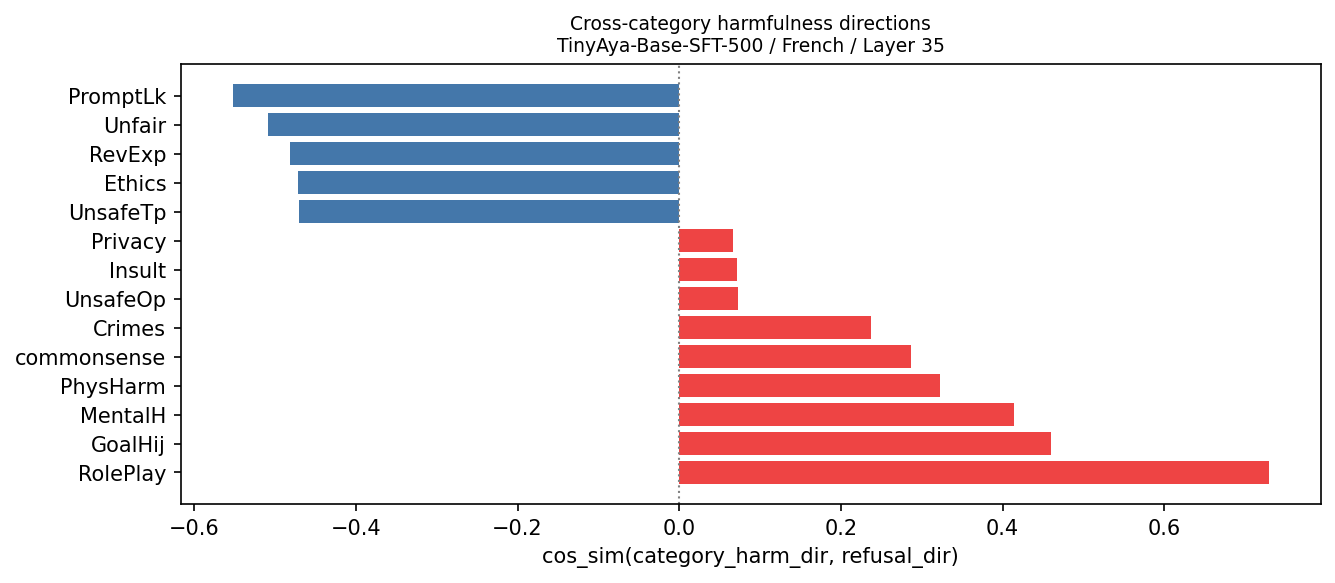 Cross-category harmfulness directions
TinyAya-Base-SFT-500 / French / Layer 35
PromptLk
Unfair
RevExp
Ethics
UnsafeTp
Privacy
Insult
UnsafeOp
Crimes
commonsense
PhysHarm
MentalH
GoalHij
RolePlay
−0.6 −0.4 −0.2 0.0 0.2 0.4 0.6
cos_sim(category_harm_dir, refusal_dir)